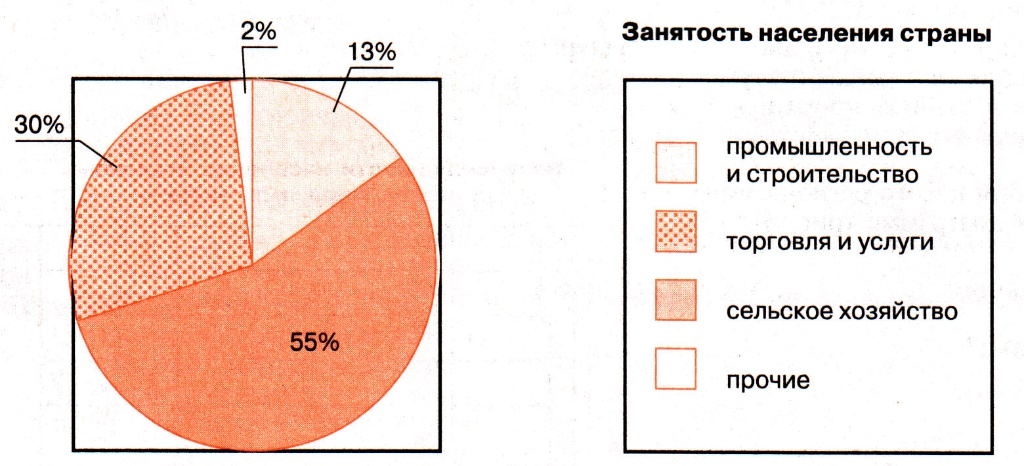 2%
13%
30%
55%
Занятость населения страны
промышленность
и строительство
торговля и услуги
сельское хозяйство
прочие